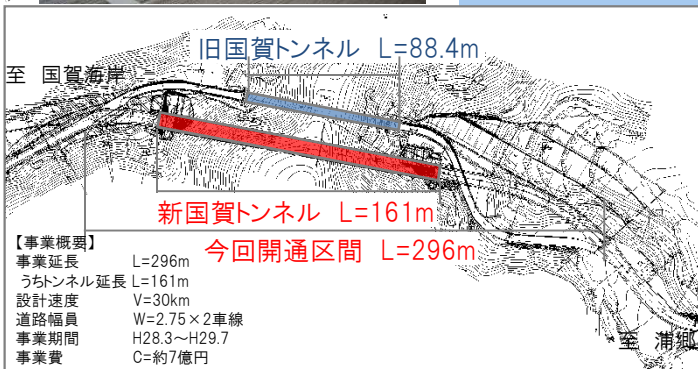 旧国賀トンネル L=88.4m
至 国賀海岸
新国賀トンネル L=161m
今回開通区間 L=296m
【事業概要】
事業延長 L=296m
うちトンネル延長 L=161m
設計速度 V=30km
道路幅員 W=2.75×2車線
事業期間 H28.3~H29.7
事業費 C=約7億円
至 浦郷